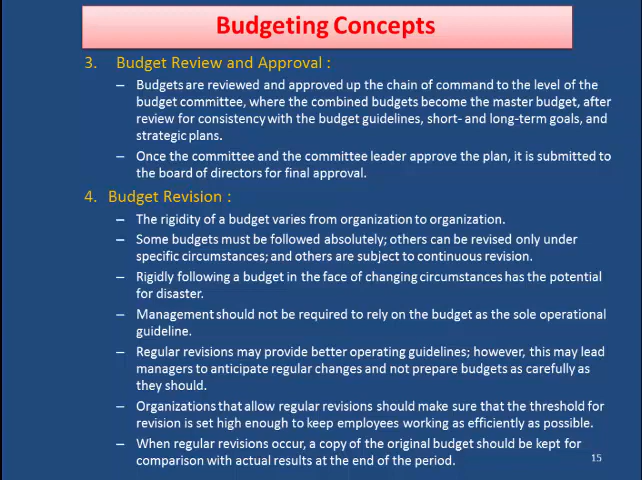 Budgeting Concepts
3. Budget Review and Approval :
– Budgets are reviewed and approved up the chain of command to the level of the
budget committee, where the combined budgets become the master budget, after
review for consistency with the budget guidelines, short- and long-term goals, and
strategic plans.
– Once the committee and the committee leader approve the plan, it is submitted to
the board of directors for final approval.
4. Budget Revision :
– The rigidity of a budget varies from organization to organization.
– Some budgets must be followed absolutely; others can be revised only under
specific circumstances; and others are subject to continuous revision.
– Rigidly following a budget in the face of changing circumstances has the potential
for disaster.
– Management should not be required to rely on the budget as the sole operational
guideline.
– Regular revisions may provide better operating guidelines; however, this may lead
managers to anticipate regular changes and not prepare budgets as carefully as
they should.
– Organizations that allow regular revisions should make sure that the threshold for
revision is set high enough to keep employees working as efficiently as possible.
– When regular revisions occur, a copy of the original budget should be kept for
comparison with actual results at the end of the period.
15